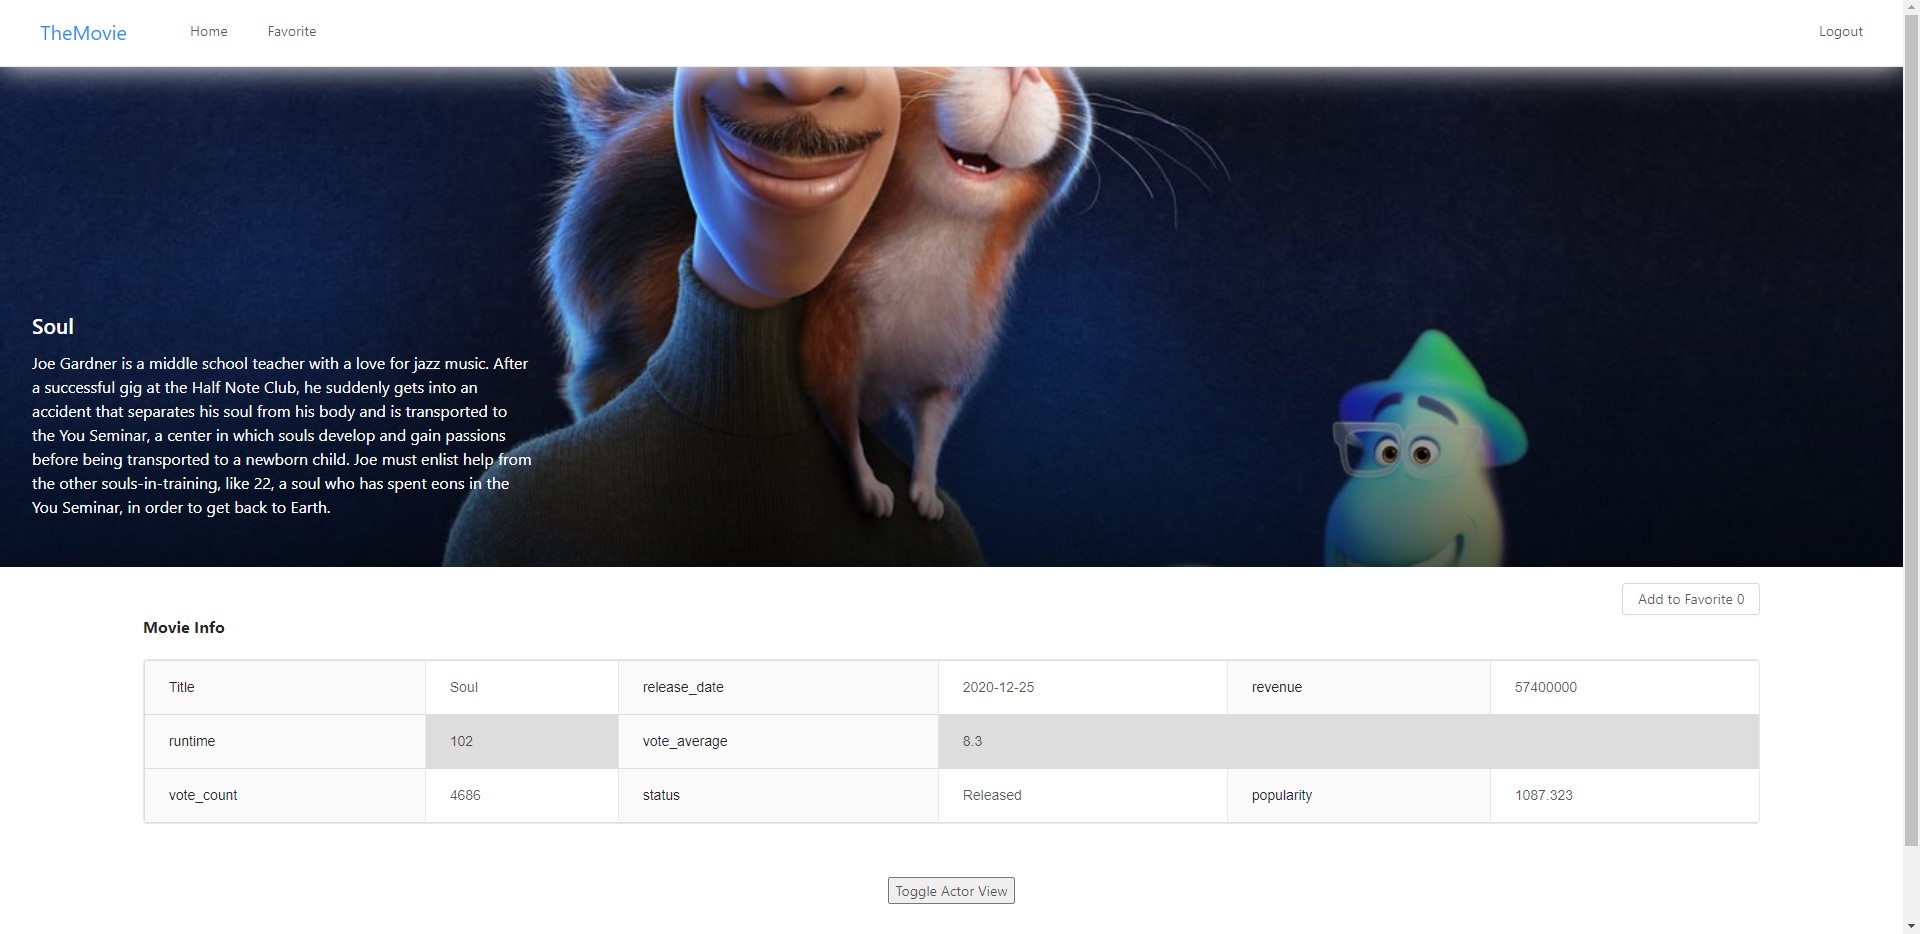 TheMovie Home Favorite Logout
Soul
Joe Gardner is a middle school teacher with a love for jazz music. After
a successful gig at the Half Note Club, he suddenly gets into an
accident that separates his soul from his body and is transported to
the You Seminar, a center in which souls develop and gain passions
before being transported to a newborn child. Joe must enlist help from
the other souls-in-training, like 22, a soul who has spent eons in the
You Seminar, in order to get back to Earth.
Add to Favorite 0
Movie Info
Title Soul release_date 2020-12-25 revenue 57400000
runtime 102 vote_average 8.3
vote_count 4686 status Released popularity 1087.323
Toggle Actor View